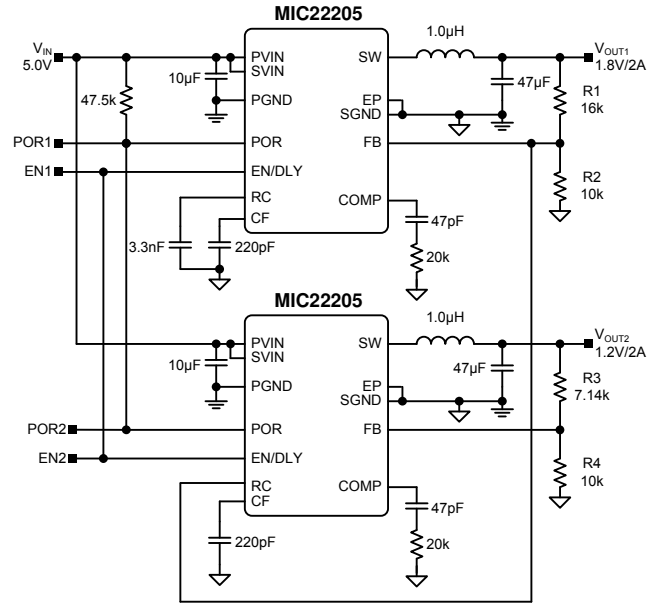 MIC22205
VIN
5.0V
47.5k
10µF
POR1
EN1
3.3nF
220pF
PVIN
SVIN
PGND
POR
EN/DLY
RC
CF
SW
EP
SGND
FB
COMP
1.0µH
47µF
VOUT1
1.8V/2A
R1
16k
R2
10k
47pF
20k
MIC22205
10µF
POR2
EN2
220pF
PVIN
SVIN
PGND
POR
EN/DLY
RC
CF
SW
EP
SGND
FB
COMP
1.0µH
47µF
VOUT2
1.2V/2A
R3
7.14k
R4
10k
47pF
20k